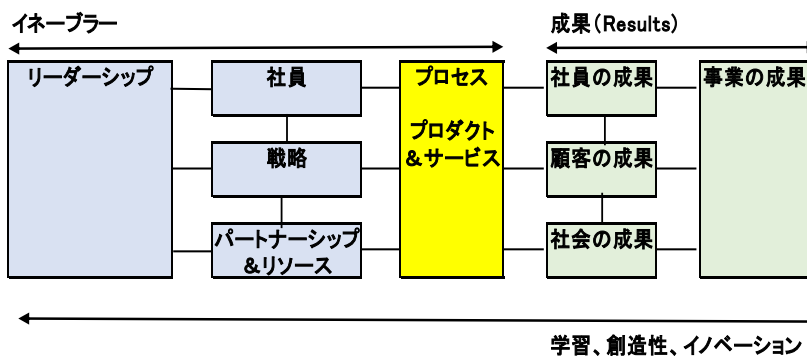 イネーブラー
成果（Results）
リーダーシップ
社員
戦略
パートナーシップ
＆リソース
プロセス
プロダクト
＆サービス
社員の成果
顧客の成果
社会の成果
事業の成果
学習、創造性、イノベーション